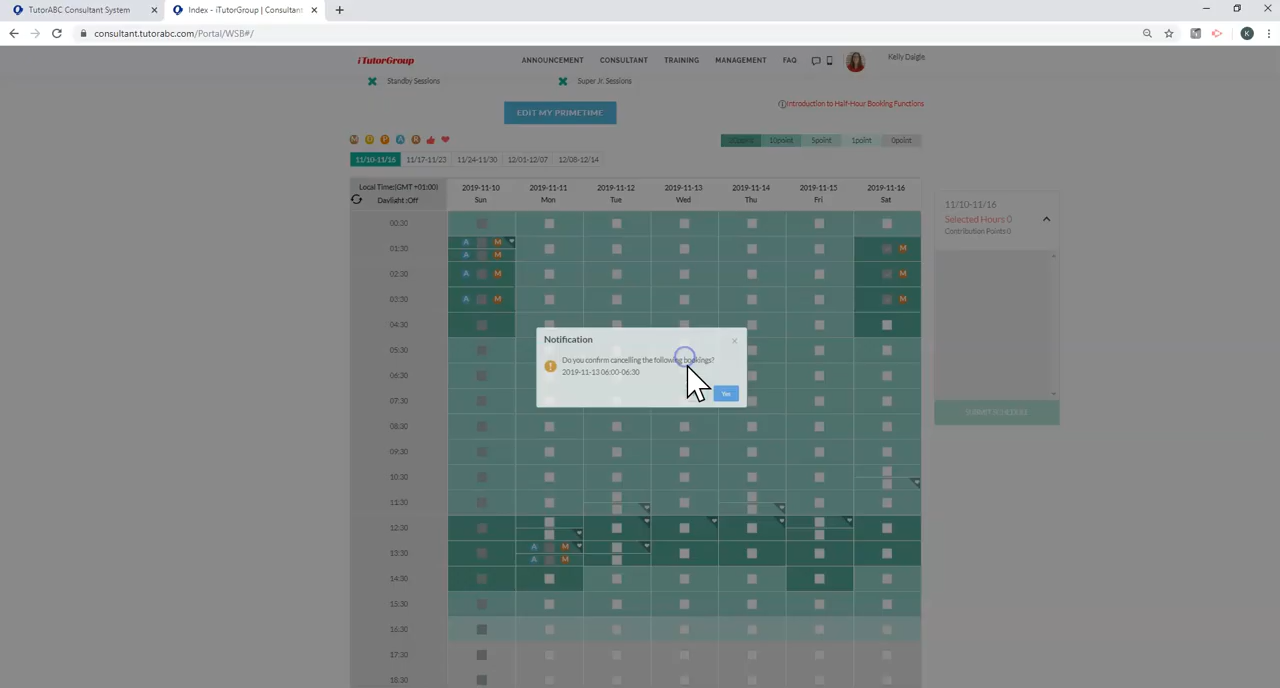 TutorABC Consultant System
Index - iTutorGroup | Consultant
consultant.tutorabc.com/Portal/WSB#/
K
iTutorGroup
ANNOUNCEMENT
CONSULTANT
TRAINING
MANAGEMENT
FAQ
Kelly Daigle
Standby Sessions
Super Jr. Sessions
EDIT MY PRIMETIME
Introduction to Half-Hour Booking Functions
M O P A R
10point 5point 1point 0point
11/10-11/16 11/17-11/23 11/24-11/30 12/01-12/07 12/08-12/14
Local Time:(GMT +01:00)
Daylight :Off
2019-11-10
Sun
2019-11-11
Mon
2019-11-12
Tue
2019-11-13
Wed
2019-11-14
Thu
2019-11-15
Fri
2019-11-16
Sat
00:30
01:30 A M M
A M
02:30 A M M
03:30 A M M
04:30
05:30
06:30
07:30
08:30
09:30
10:30
11:30
12:30
13:30 A M
A M
14:30
15:30
16:30
17:30
18:30
Notification
Do you confirm cancelling the following bookings?
2019-11-13 06:00-06:30
Yes
11/10-11/16
Selected Hours 0
Contribution Points 0
SUBMIT SCHEDULE